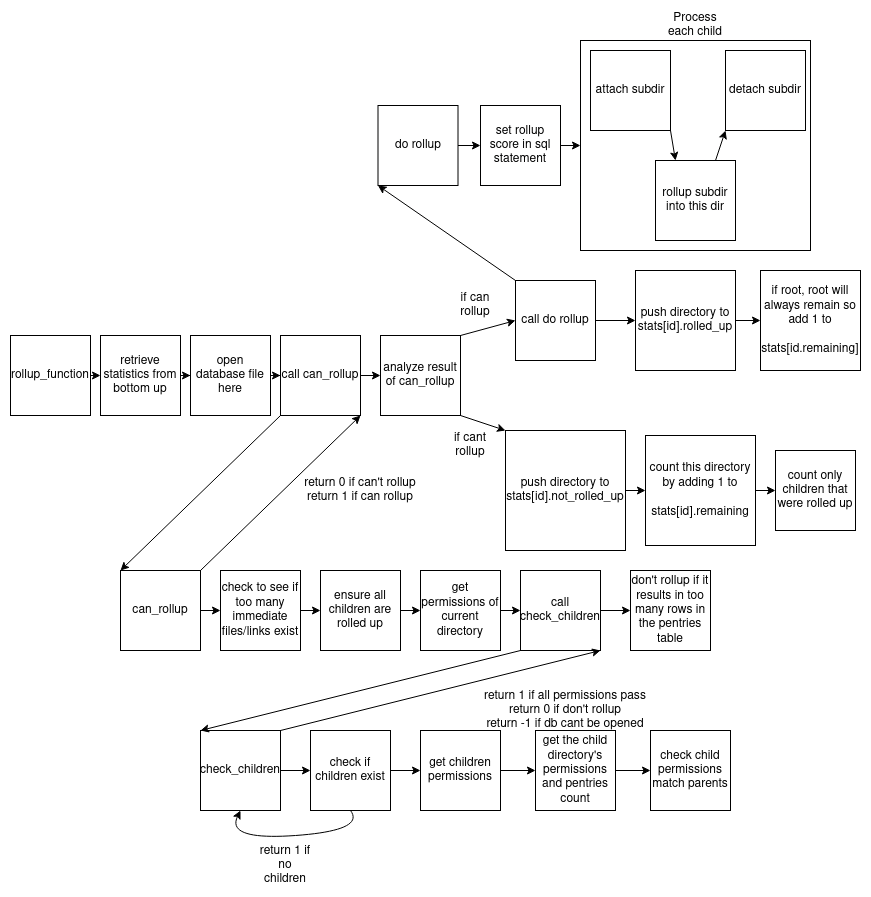 Process
each child
attach subdir
detach subdir
do rollup
set rollup
score in sql
statement
rollup subdir
into this dir
if can
rollup
call do rollup
push directory to
stats[id].rolled_up
if root, root will
always remain so
add 1 to
stats[id.remaining]
rollup_function
retrieve
statistics from
bottom up
open
database file
here
call can_rollup
analyze result
of can_rollup
if cant
rollup
push directory to
stats[id].not_rolled_up
count this directory
by adding 1 to
stats[id].remaining
count only
children that
were rolled up
return 0 if can't rollup
return 1 if can rollup
can_rollup
check to see if
too many
immediate
files/links exist
ensure all
children are
rolled up
get
permissions of
current
directory
call
check_children
don't rollup if it
results in too
many rows in
the pentries
table
return 1 if all permissions pass
return 0 if don't rollup
return -1 if db cant be opened
check_children
check if
children exist
get children
permissions
get the child
directory's
permissions
and pentries
count
check child
permissions
match parents
return 1 if
no
children